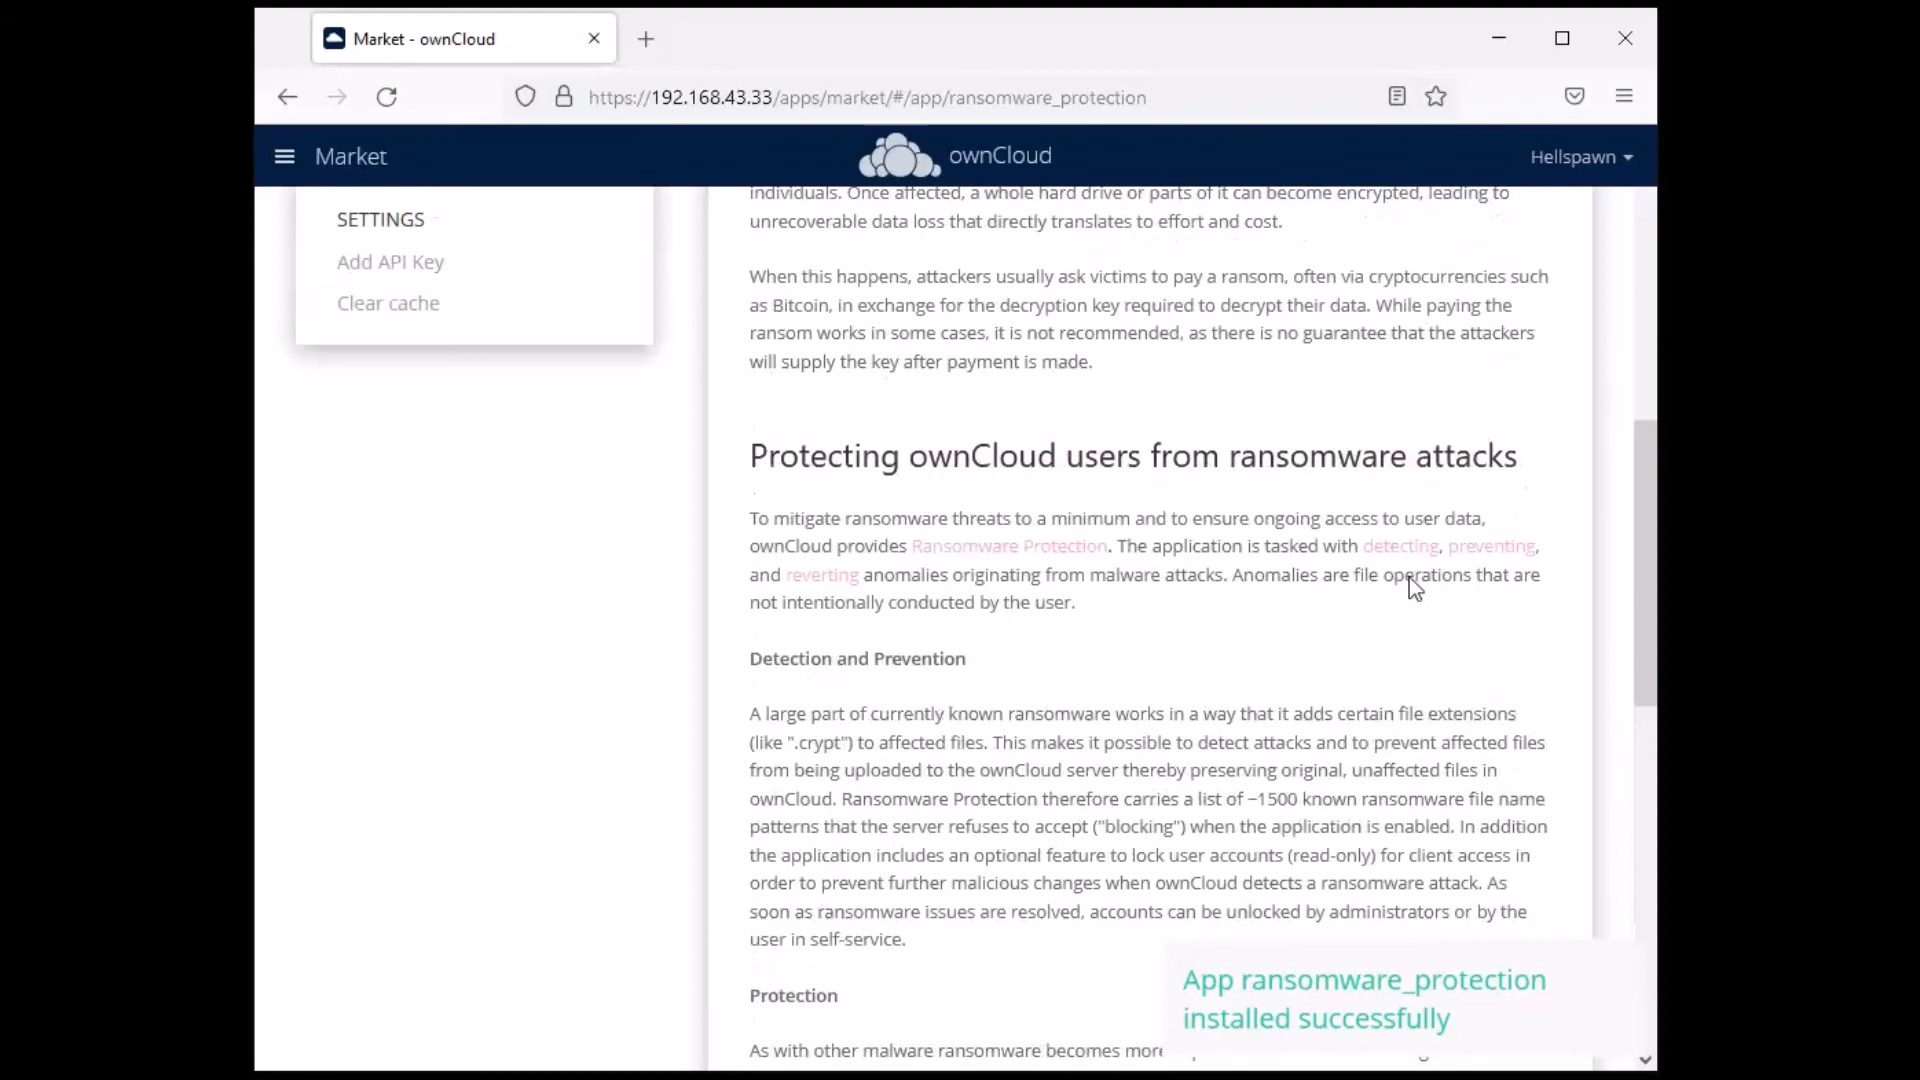 Market - ownCloud
https://192.168.43.33/apps/market/#/app/ransomware_protection
Market
ownCloud
Hellspawn
SETTINGS
Add API Key
Clear cache
individuals. Once affected, a whole hard drive or parts of it can become encrypted, leading to
unrecoverable data loss that directly translates to effort and cost.
When this happens, attackers usually ask victims to pay a ransom, often via cryptocurrencies such
as Bitcoin, in exchange for the decryption key required to decrypt their data. While paying the
ransom works in some cases, it is not recommended, as there is no guarantee that the attackers
will supply the key after payment is made.
Protecting ownCloud users from ransomware attacks
To mitigate ransomware threats to a minimum and to ensure ongoing access to user data,
ownCloud provides Ransomware Protection. The application is tasked with detecting, preventing,
and reverting anomalies originating from malware attacks. Anomalies are file operations that are
not intentionally conducted by the user.
Detection and Prevention
A large part of currently known ransomware works in a way that it adds certain file extensions
(like ".crypt") to affected files. This makes it possible to detect attacks and to prevent affected files
from being uploaded to the ownCloud server thereby preserving original, unaffected files in
ownCloud. Ransomware Protection therefore carries a list of ~1500 known ransomware file name
patterns that the server refuses to accept ("blocking") when the application is enabled. In addition
the application includes an optional feature to lock user accounts (read-only) for client access in
order to prevent further malicious changes when ownCloud detects a ransomware attack. As
soon as ransomware issues are resolved, accounts can be unlocked by administrators or by the
user in self-service.
Protection
As with other malware ransomware becomes more
App ransomware_protection
installed successfully